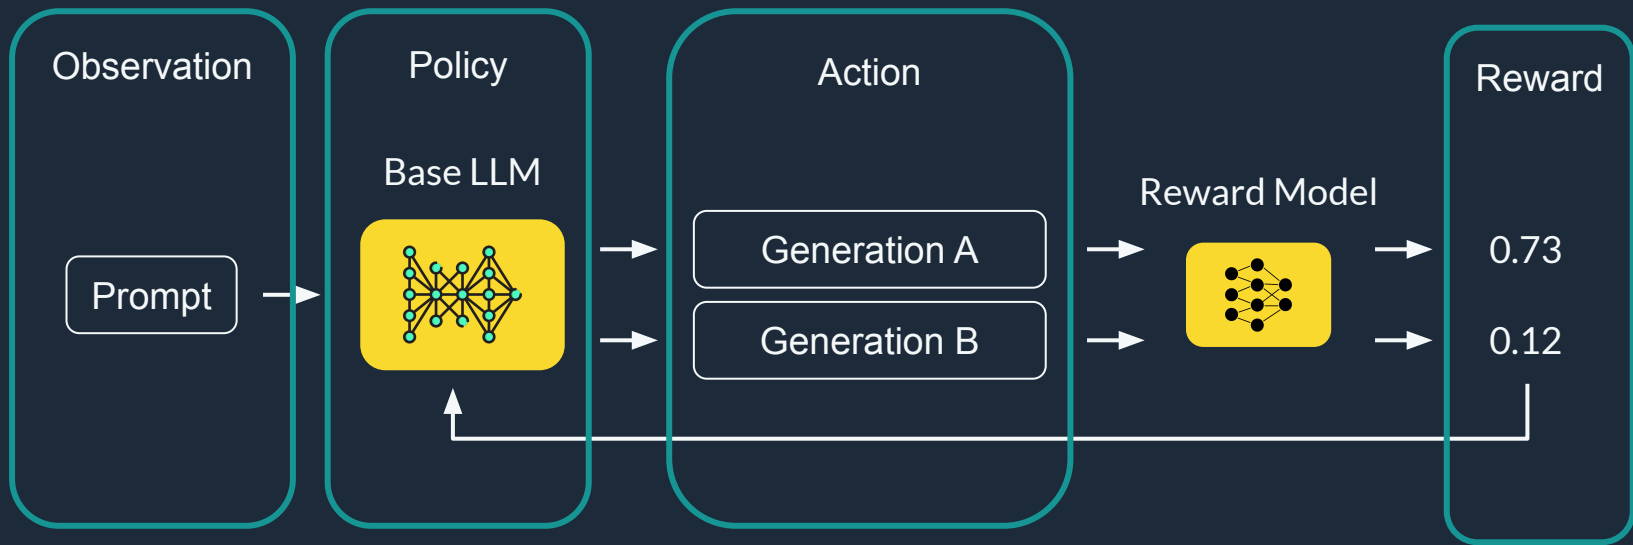 Observation
Prompt
Policy
Base LLM
Action
Generation A
Generation B
Reward Model
Reward
0.73
0.12